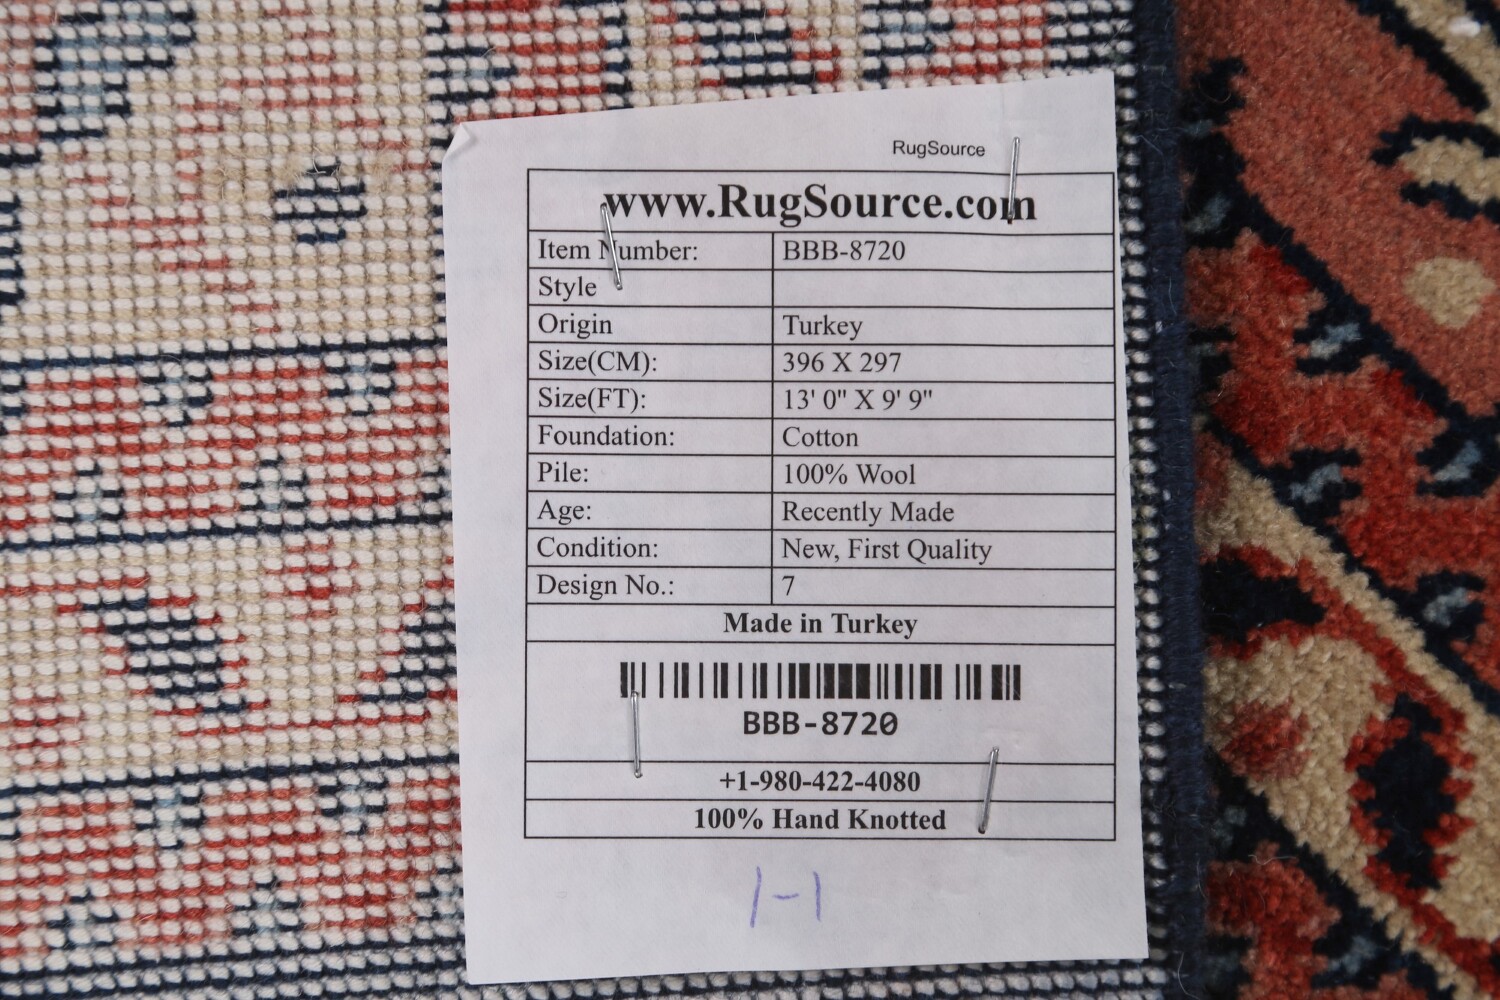 RugSource
www.RugSource.com
Item Number: BBB-8720
Style
Origin Turkey
Size(CM): 396 X 297
Size(FT): 13' 0" X 9' 9"
Foundation: Cotton
Pile: 100% Wool
Age: Recently Made
Condition: New, First Quality
Design No.: 7
Made in Turkey
BBB-8720
+1-980-422-4080
100% Hand Knotted
1-1